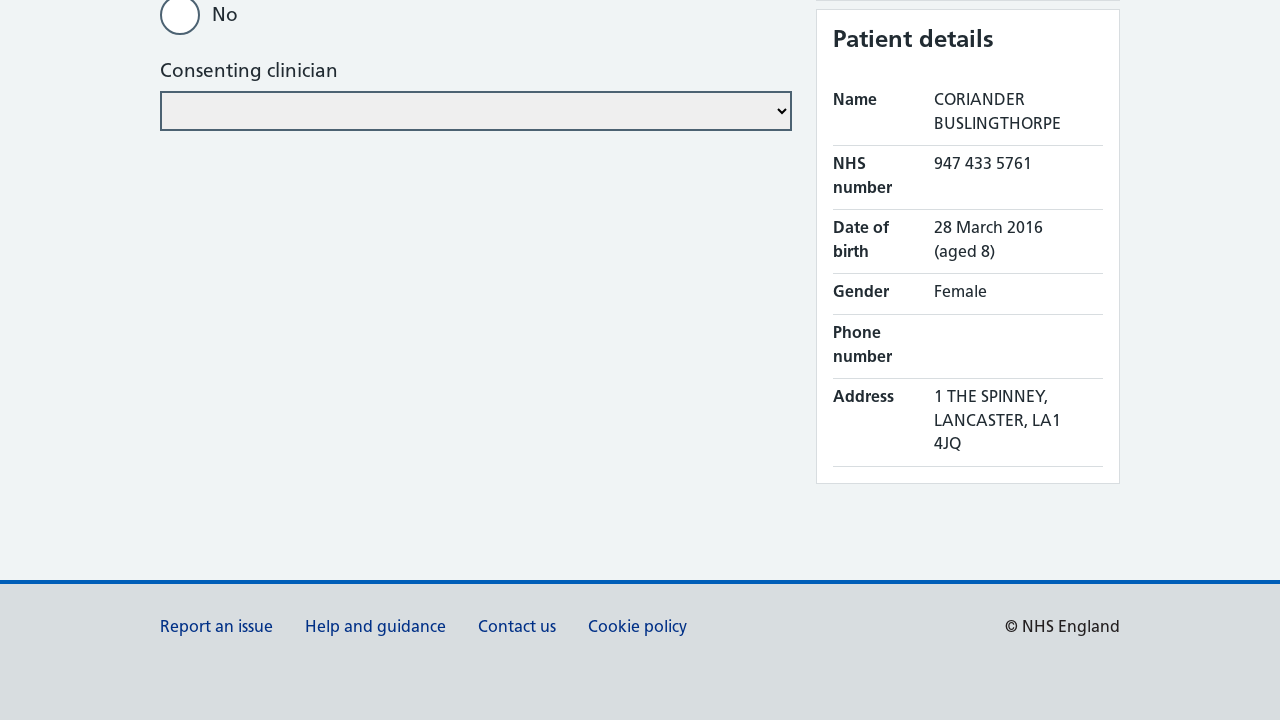 No
Consenting clinician
Patient details
Name CORIANDER
BUSLINGTHORPE
NHS number 947 433 5761
Date of birth 28 March 2016
(aged 8)
Gender Female
Phone number
Address 1 THE SPINNEY,
LANCASTER, LA1
4JQ
Report an issue Help and guidance Contact us Cookie policy © NHS England